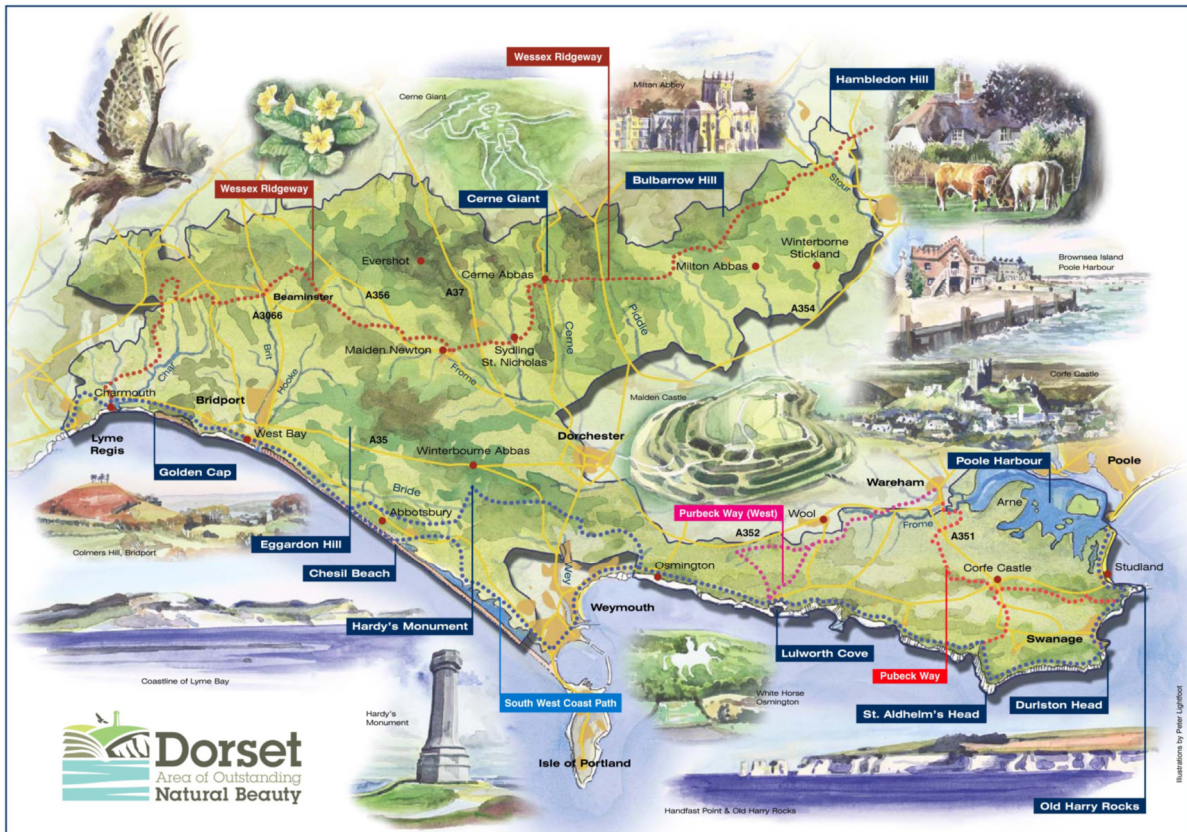 Wessex Ridgeway
Cerne Giant
Milton Abbey
Hambledon Hill
Wessex Ridgeway
Cerne Giant
Bulbarrow Hill
Stour
Evershot
Cerne Abbas
Milton Abbas
Winterborne
Stickland
Brownsea Island
Poole Harbour
Beaminster
A356
A37
A3066
A354
Piddle
Cerne
Brit
Hooke
Maiden Newton
Sydling
St. Nicholas
Frome
Char
Charmouth
Bridport
Maiden Castle
Corfe Castle
Lyme
Regis
West Bay
A35
Dorchester
Golden Cap
Winterbourne Abbas
Poole Harbour
Poole
Wareham
Bride
Abbotsbury
Purbeck Way (West)
Wool
Frome
Arne
A352
A351
Colmers Hill, Bridport
Eggardon Hill
Chesil Beach
Wey
Osmington
Corfe Castle
Studland
Weymouth
Hardy's Monument
Lulworth Cove
Swanage
Pubeck Way
Coastline of Lyme Bay
South West Coast Path
White Horse
Osmington
St. Aldhelm's Head
Durlston Head
Hardy's
Monument
Isle of Portland
Handfast Point & Old Harry Rocks
Old Harry Rocks
Dorset
Area of Outstanding
Natural Beauty
Illustrations by Peter Lightfoot